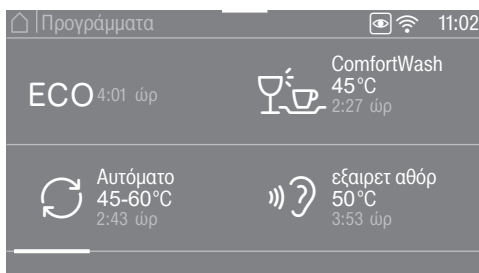 Προγράμματα 11:02
ECO 4:01 ώρ
ComfortWash
45°C
2:27 ώρ
Αυτόματο
45-60°C
2:43 ώρ
εξαιρετ αθόρ
50°C
3:53 ώρ